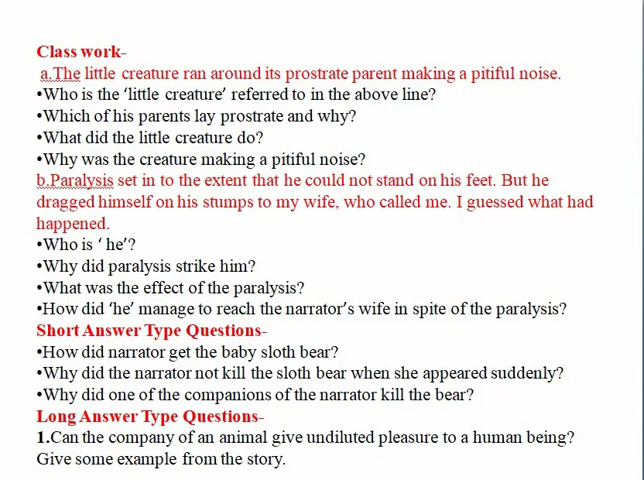 Class work-
a.The little creature ran around its prostrate parent making a pitiful noise.
•Who is the ‘little creature’ referred to in the above line?
•Which of his parents lay prostrate and why?
•What did the little creature do?
•Why was the creature making a pitiful noise?
b.Paralysis set in to the extent that he could not stand on his feet. But he
dragged himself on his stumps to my wife, who called me. I guessed what had
happened.
•Who is ‘ he’?
•Why did paralysis strike him?
•What was the effect of the paralysis?
•How did ‘he’ manage to reach the narrator’s wife in spite of the paralysis?
Short Answer Type Questions-
•How did narrator get the baby sloth bear?
•Why did the narrator not kill the sloth bear when she appeared suddenly?
•Why did one of the companions of the narrator kill the bear?
Long Answer Type Questions-
1.Can the company of an animal give undiluted pleasure to a human being?
Give some example from the story.